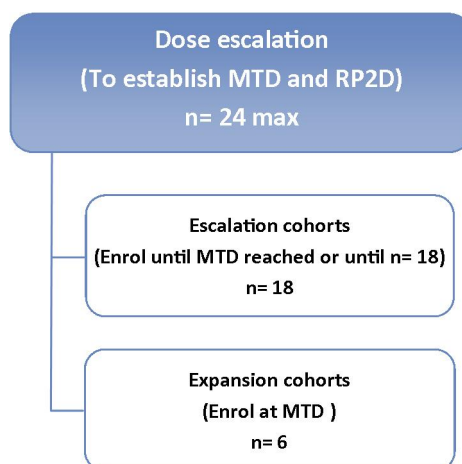 Dose escalation
(To establish MTD and RP2D)
n= 24 max
Escalation cohorts
(Enrol until MTD reached or until n= 18)
n= 18
Expansion cohorts
(Enrol at MTD )
n= 6